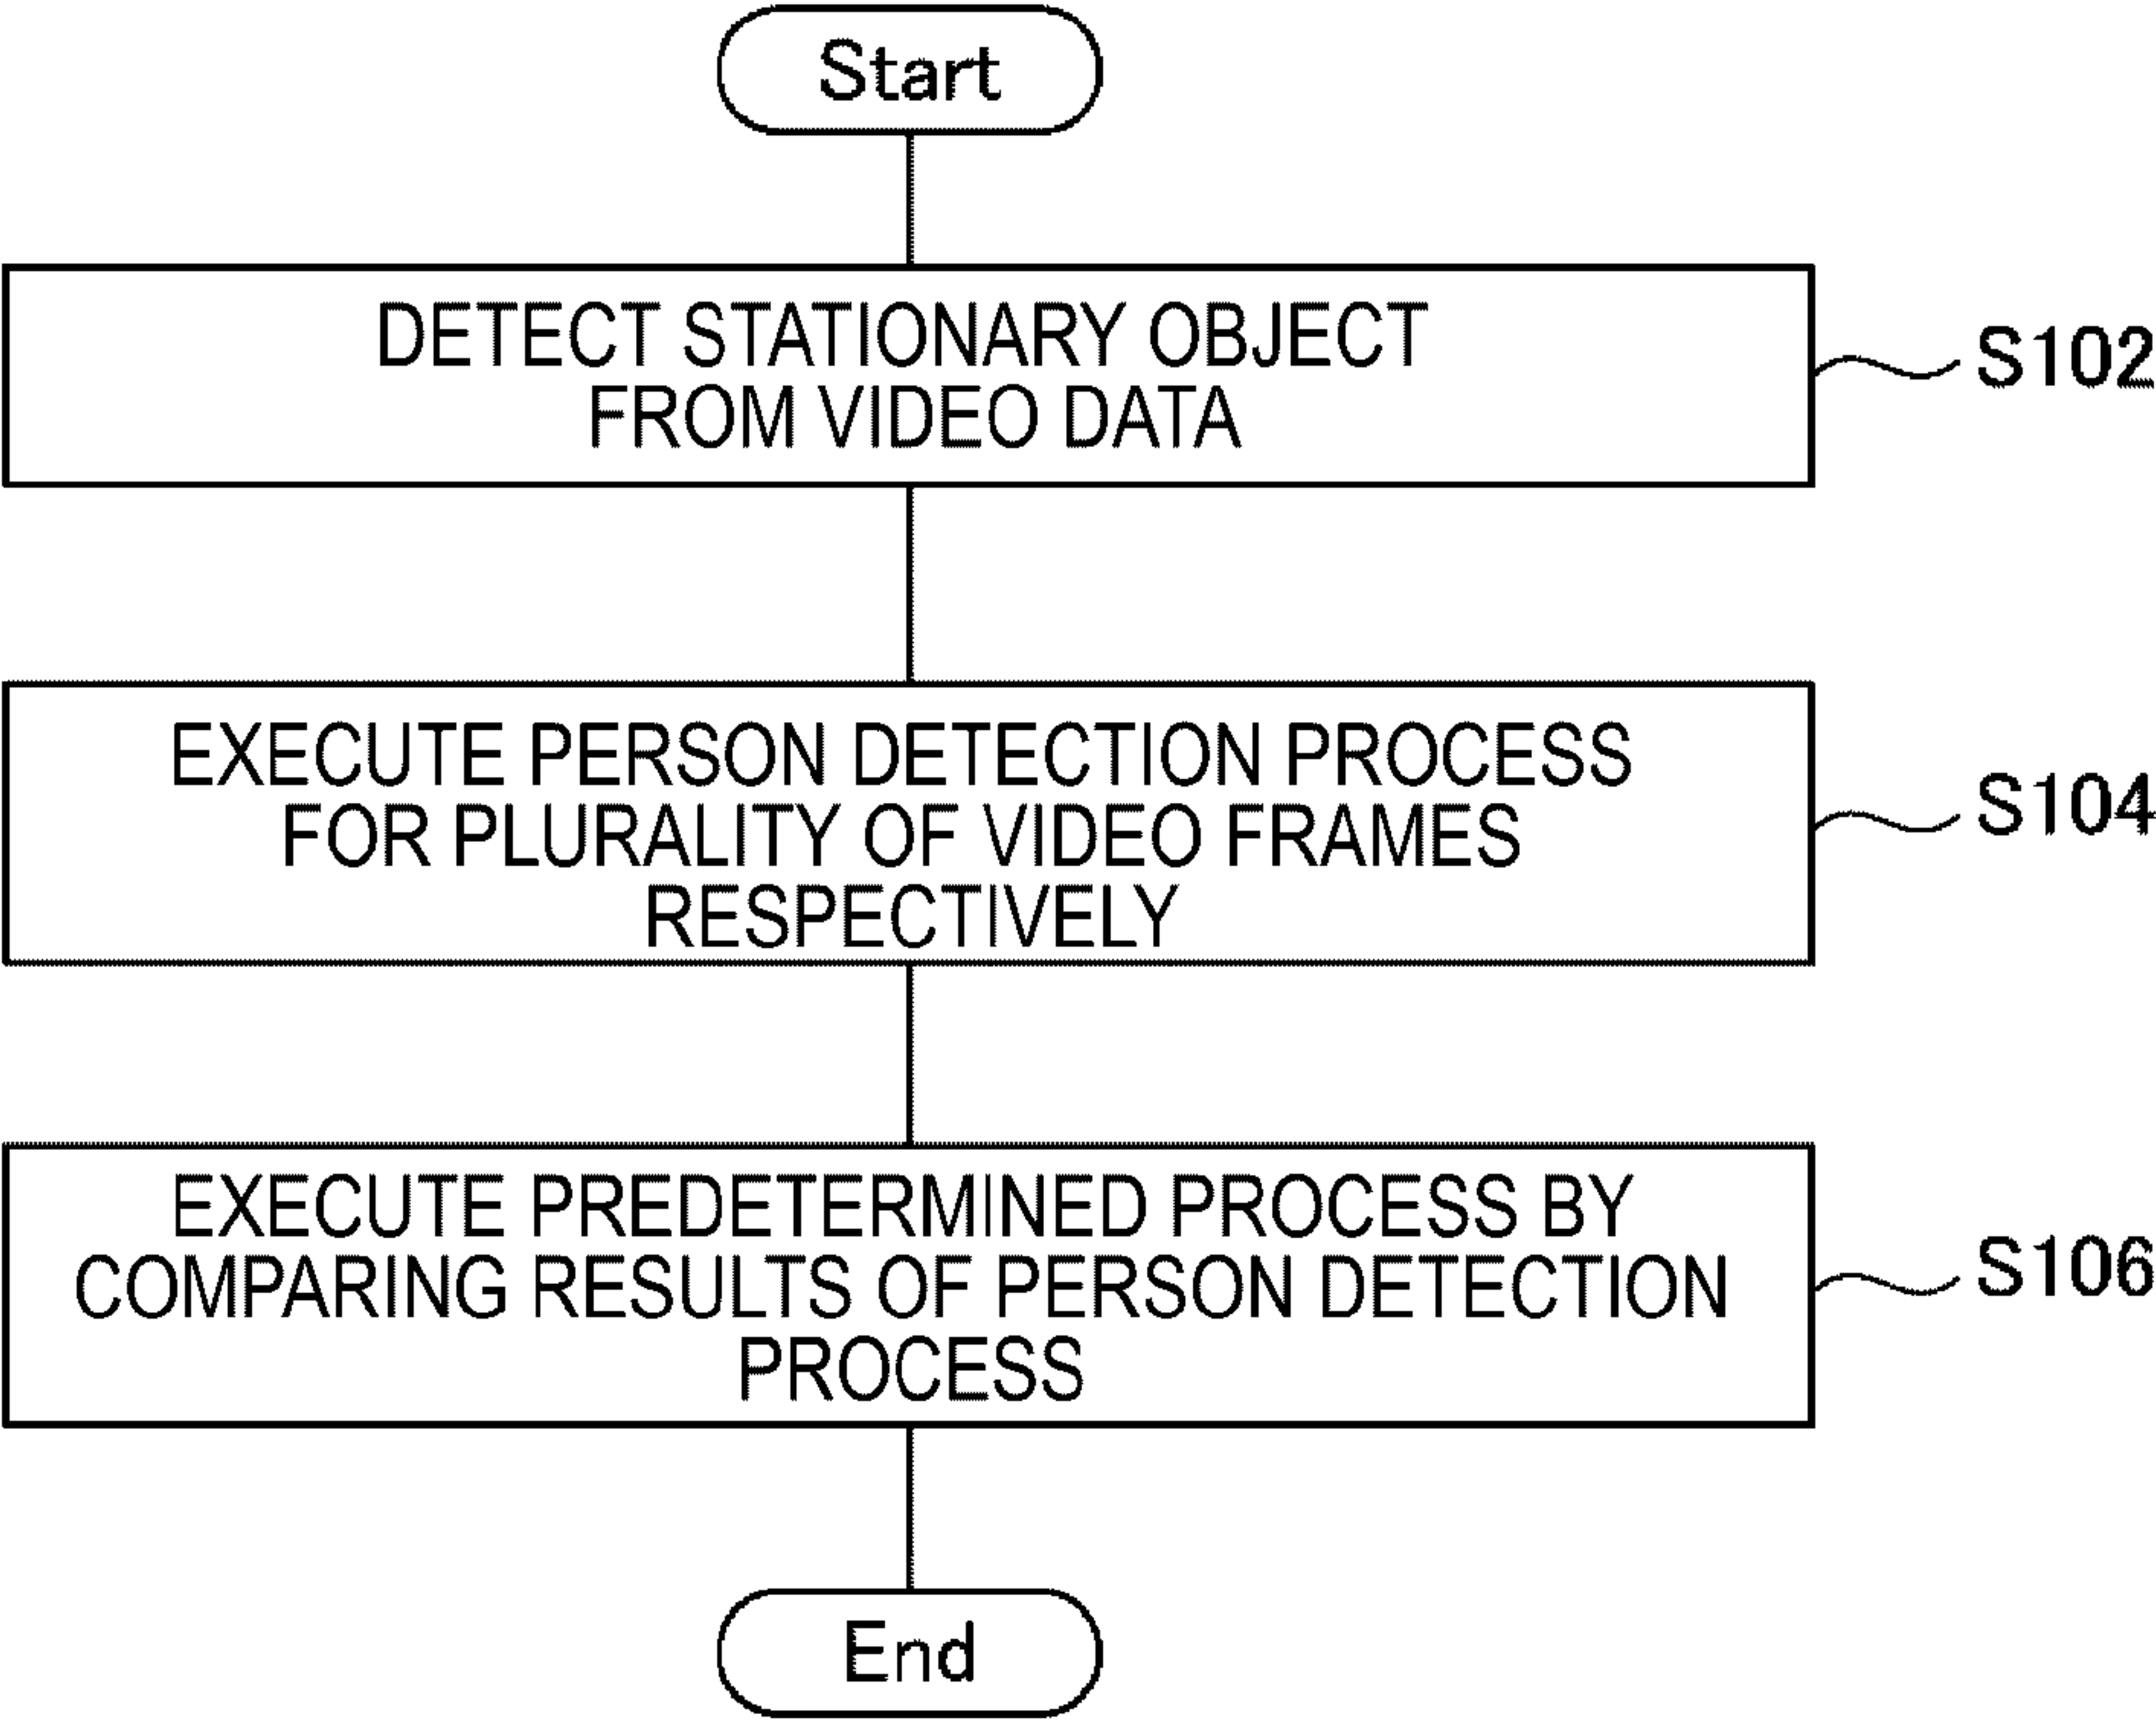 Start
DETECT STATIONARY OBJECT
FROM VIDEO DATA
S102
EXECUTE PERSON DETECTION PROCESS
FOR PLURALITY OF VIDEO FRAMES
RESPECTIVELY
S104
EXECUTE PREDETERMINED PROCESS BY
COMPARING RESULTS OF PERSON DETECTION
PROCESS
S106
End